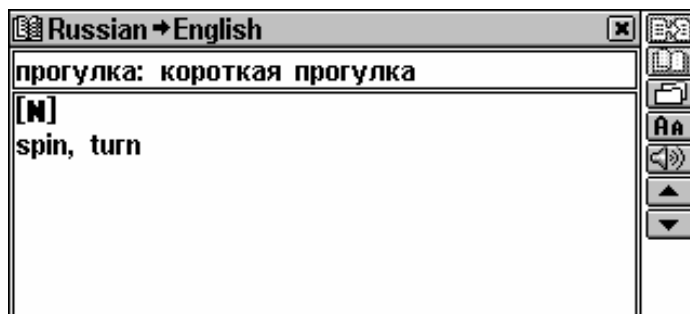 Russian➔English
прогулка: короткая прогулка
[N]
spin, turn
AA